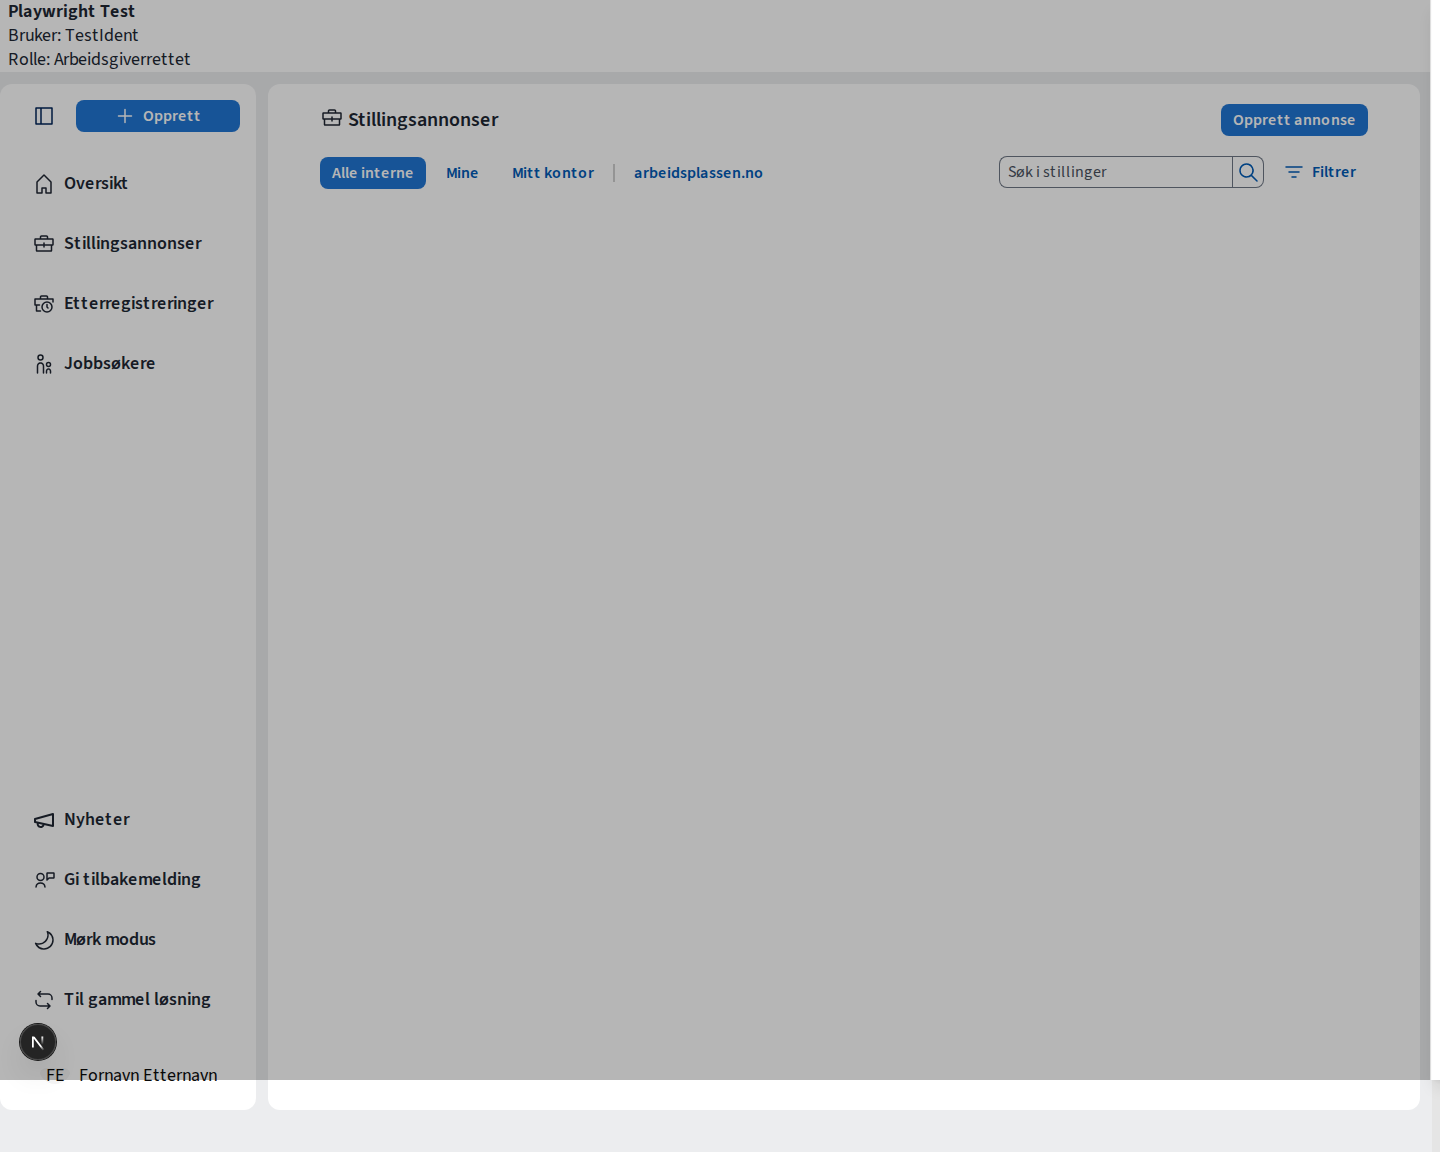 Playwright Test
Bruker: TestIdent
Rolle: Arbeidsgiverrettet
Opprett
Oversikt
Stillingsannonser
Etterregistreringer
Jobbsøkere
Nyheter
Gi tilbakemelding
Mørk modus
Til gammel løsning
N
FE Fornavn Etternavn
Stillingsannonser
Opprett annonse
Alle interne Mine Mitt kontor arbeidsplassen.no
Søk i stillinger
Filtrer